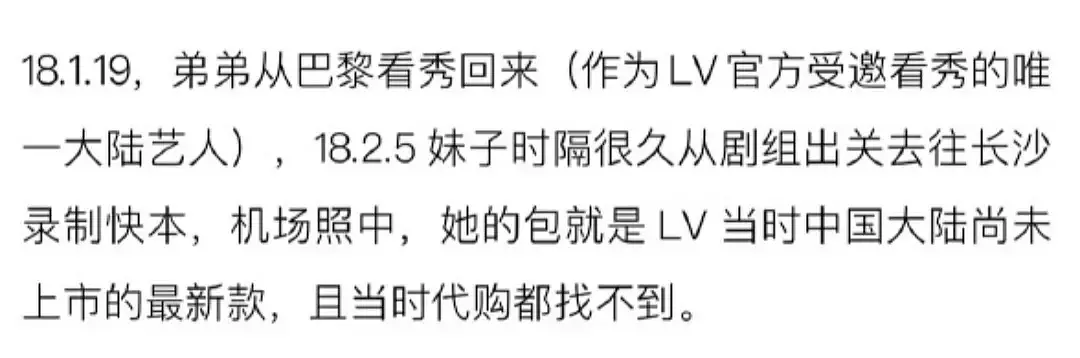 18.1.19，弟弟从巴黎看秀回来（作为LV官方受邀看秀的唯
一大陆艺人），18.2.5 妹子时隔很久从剧组出关去往长沙
录制快本，机场照中，她的包就是 LV 当时中国大陆尚未
上市的最新款，且当时代购都找不到。